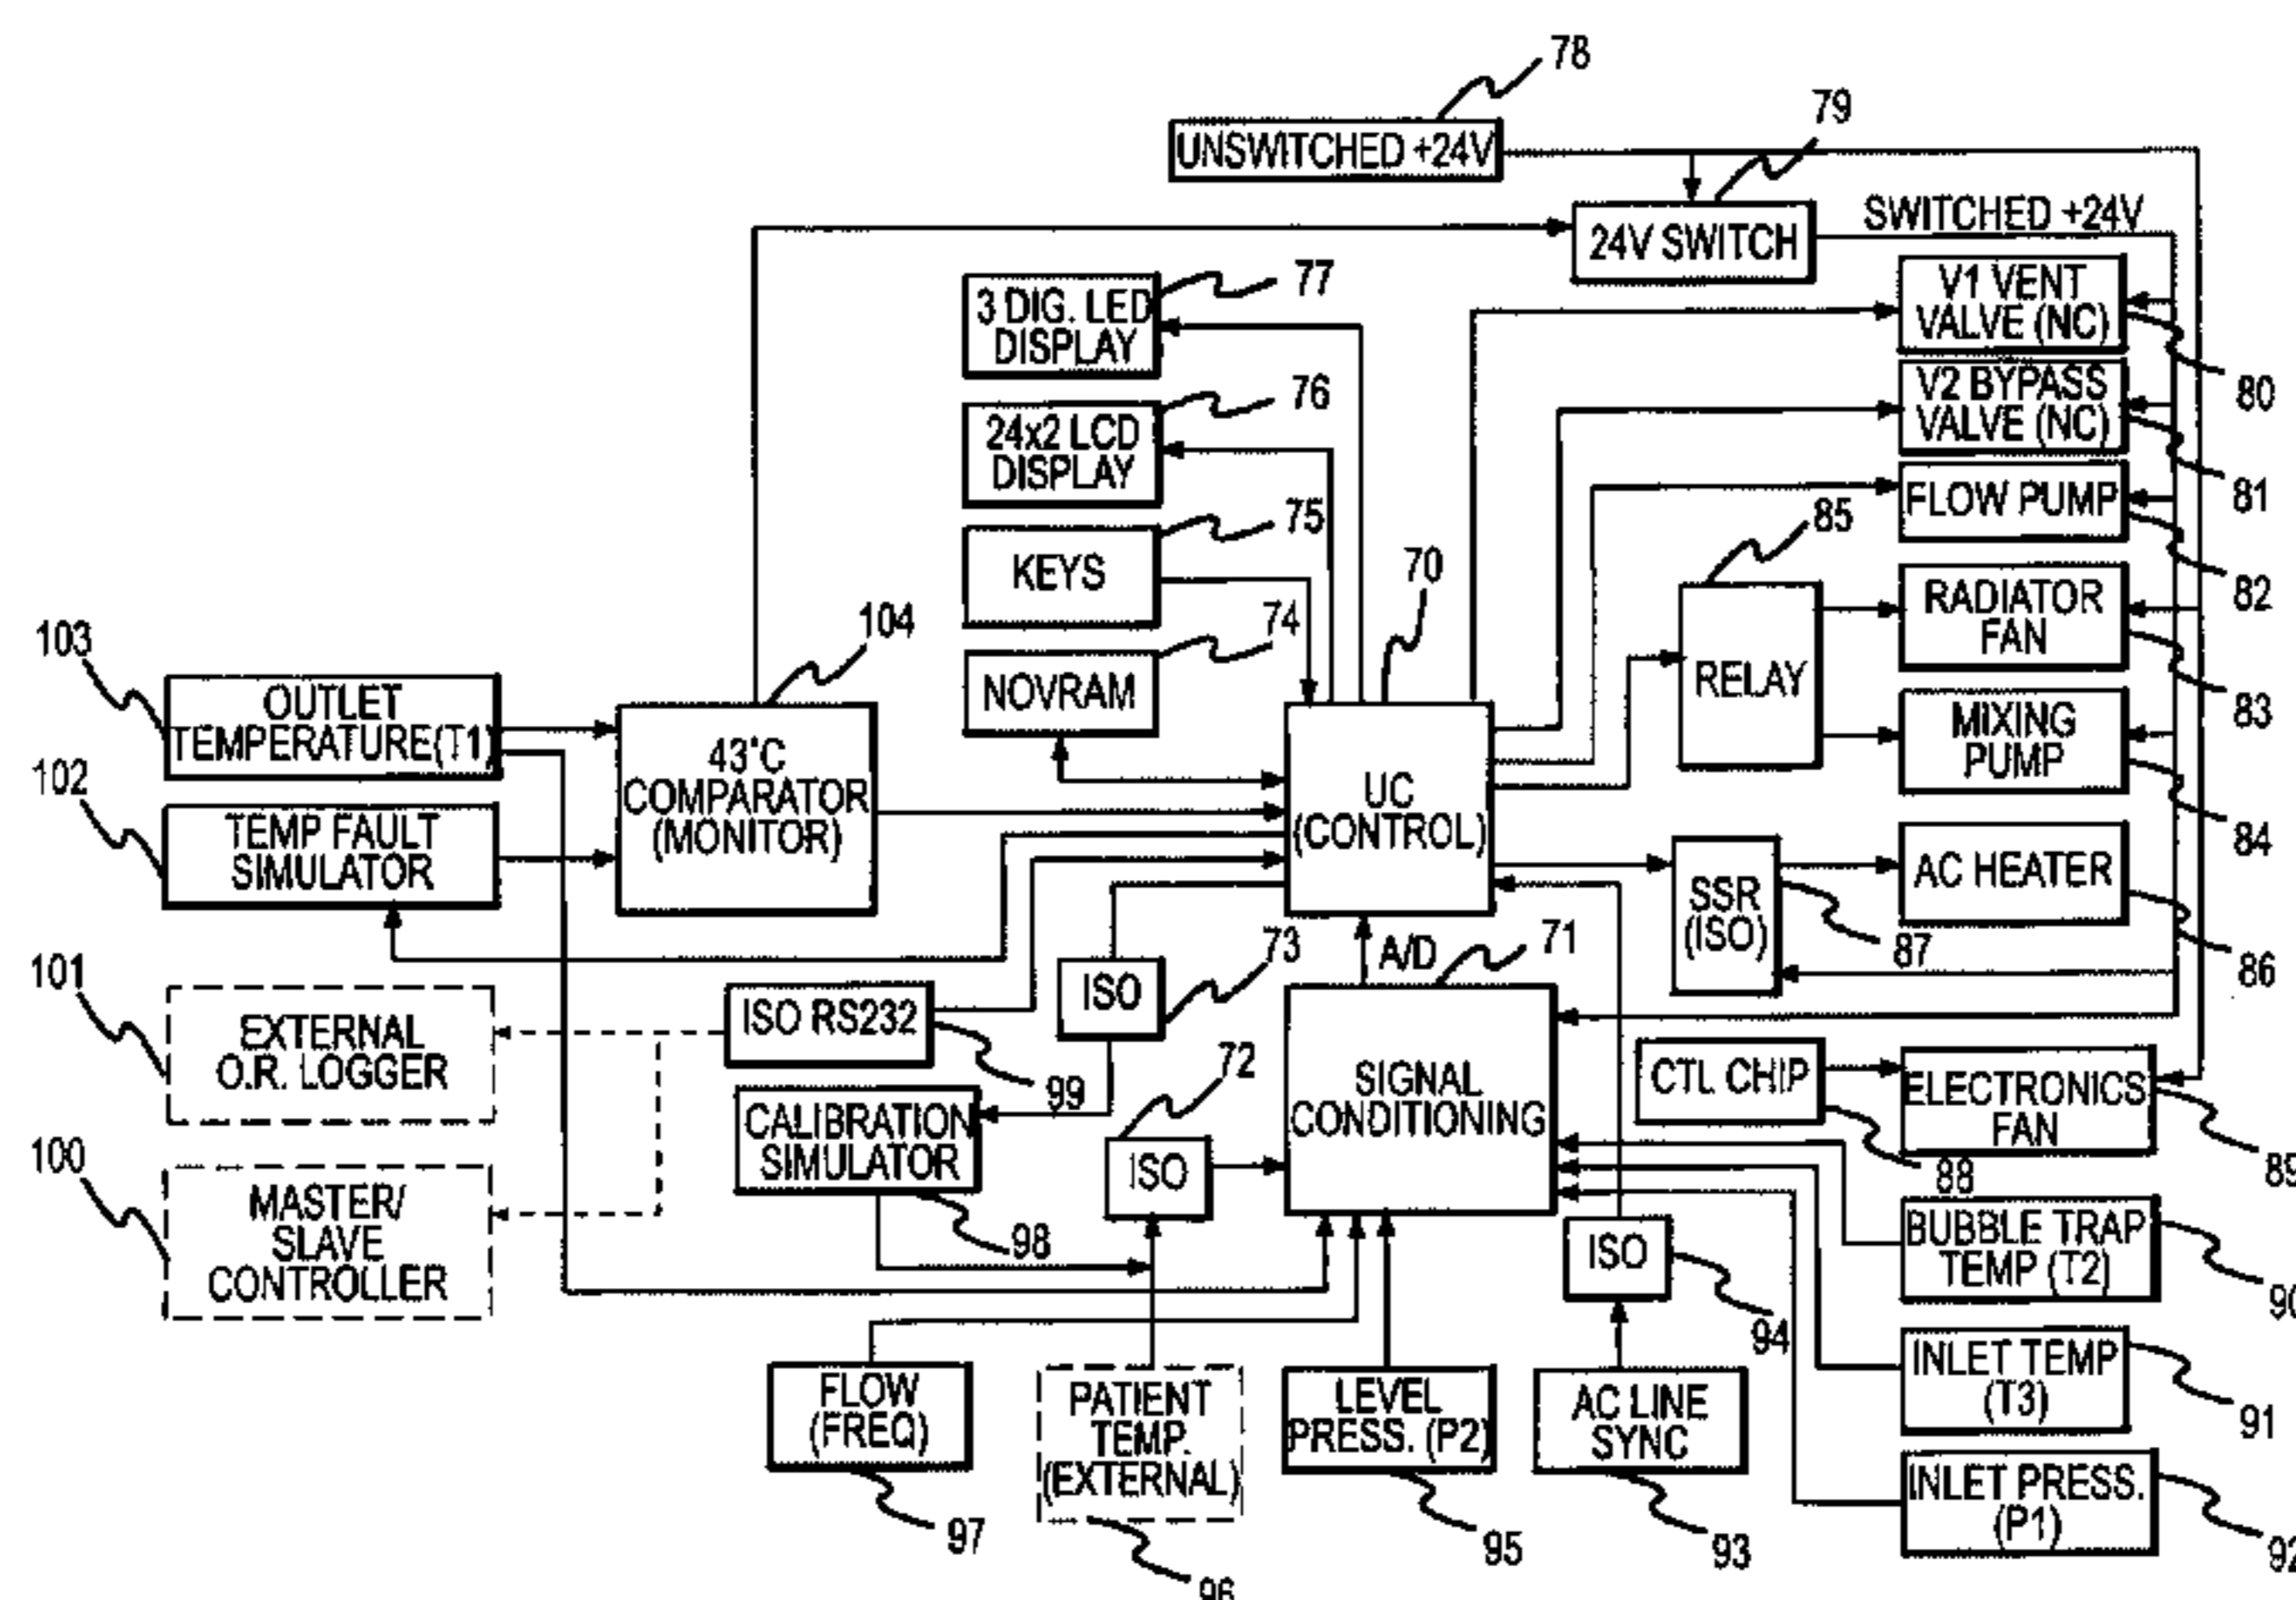 78
UNSWITCHED +24V
79
24V SWITCH
SWITCHED +24V
3 DIG. LED
DISPLAY
77
V1 VENT
VALVE (NC)
80
24x2 LCD
DISPLAY
76
V2 BYPASS
VALVE (NC)
81
KEYS
75
FLOW PUMP
82
NOVRAM
74
70
85
RELAY
RADIATOR
FAN
83
MIXING
PUMP
84
103
OUTLET
TEMPERATURE(T1)
104
43°C
COMPARATOR
(MONITOR)
UC
(CONTROL)
102
TEMP FAULT
SIMULATOR
SSR
(ISO)
87
AC HEATER
86
A/D
71
73
ISO
101
EXTERNAL
O.R. LOGGER
ISO RS232
99
72
ISO
SIGNAL
CONDITIONING
CTL CHIP
88
ELECTRONICS
FAN
89
100
MASTER/
SLAVE
CONTROLLER
CALIBRATION
SIMULATOR
98
ISO
94
BUBBLE TRAP
TEMP (T2)
90
FLOW
(FREQ)
97
PATIENT
TEMP.
(EXTERNAL)
96
LEVEL
PRESS. (P2)
95
AC LINE
SYNC
93
INLET TEMP
(T3)
91
INLET PRESS.
(P1)
92